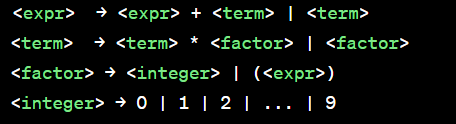 <expr> → <expr> + <term> | <term>
<term> → <term> * <factor> | <factor>
<factor> → <integer> | (<expr>)
<integer> → 0 | 1 | 2 | ... | 9